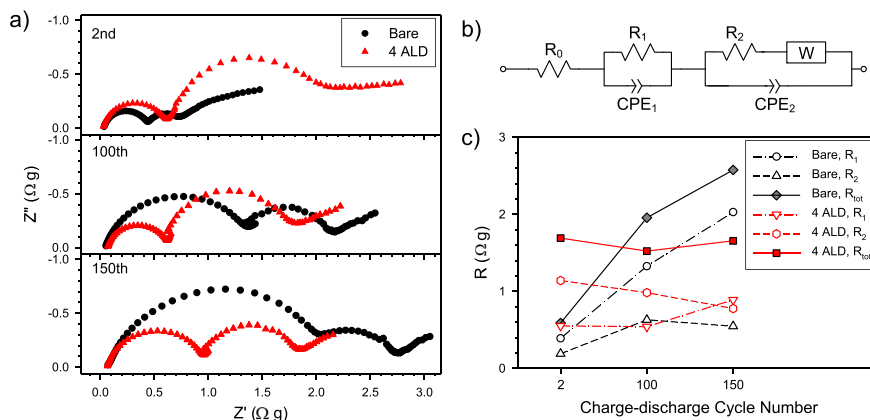 a)
2nd
Bare
4 ALD
100th
150th
-1.0
-0.5
0.0
-1.0
-0.5
0.0
-0.5
0.0
Z" (Ω g)
0.0 0.5 1.0 1.5 2.0 2.5 3.0
Z' (Ω g)
b)
R0
R1
CPE1
R2
W
CPE2
c)
3
2
1
0
R (Ω g)
2 100 150
Charge-discharge Cycle Number
Bare, R1
Bare, R2
Bare, Rtot
4 ALD, R1
4 ALD, R2
4 ALD, Rtot